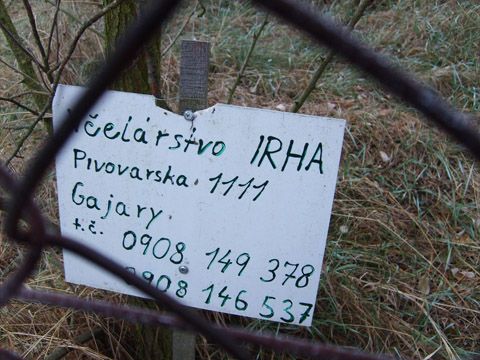 včelárstvo IRHA
Pivovarska 1111
Gajary
t.č. 0908 149 378
0908 146 537